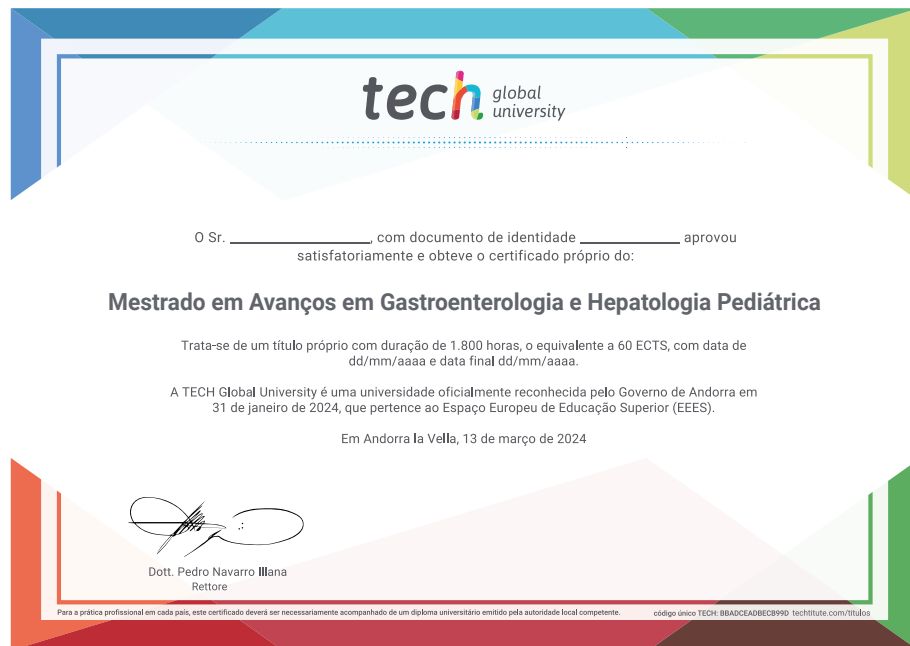 tech global
university
O Sr. ____________________, com documento de identidade ______________ aprovou
satisfatoriamente e obteve o certificado próprio do:
Mestrado em Avanços em Gastroenterologia e Hepatologia Pediátrica
Trata-se de um título próprio com duração de 1.800 horas, o equivalente a 60 ECTS, com data de
dd/mm/aaaa e data final dd/mm/aaaa.
A TECH Global University é uma universidade oficialmente reconhecida pelo Governo de Andorra em
31 de janeiro de 2024, que pertence ao Espaço Europeu de Educação Superior (EEES).
Em Andorra la Vella, 13 de março de 2024
Dott. Pedro Navarro Illana
Rettore
Para a prática profissional em cada país, este certificado deverá ser necessariamente acompanhado de um diploma universitário emitido pela autoridade local competente.
código único TECH: BBADCEADBECB99D techtitute.com/titulos